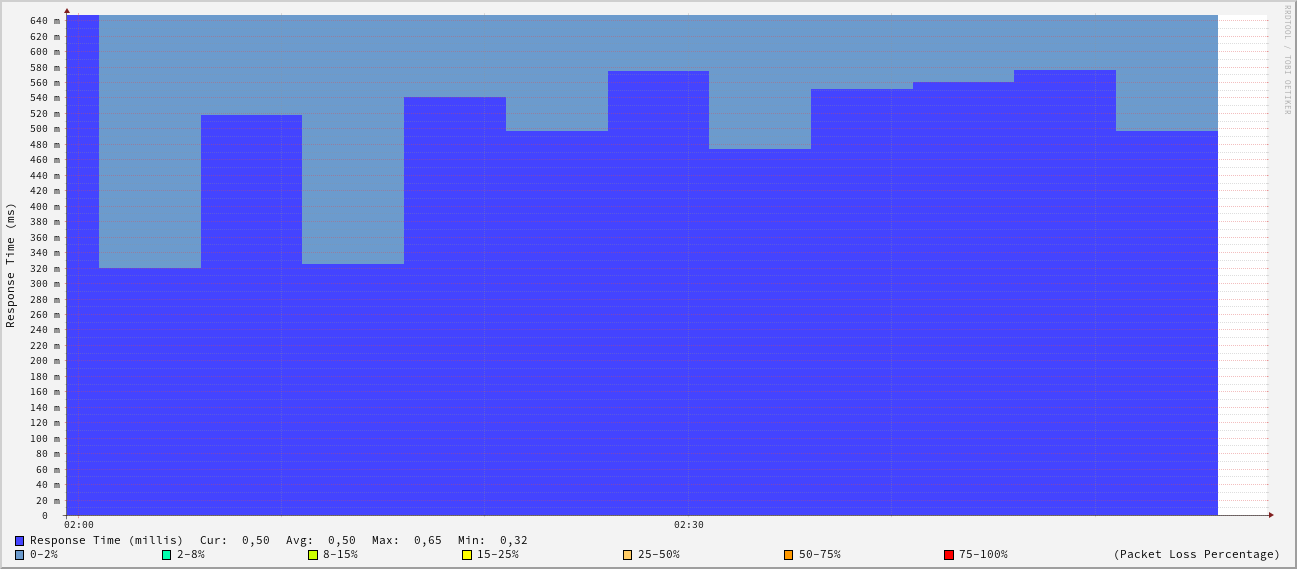 640 m
620 m
600 m
580 m
560 m
540 m
520 m
500 m
480 m
460 m
440 m
420 m
400 m
380 m
360 m
340 m
320 m
300 m
280 m
260 m
240 m
220 m
200 m
180 m
160 m
140 m
120 m
100 m
80 m
60 m
40 m
20 m
0
Response Time (ms)
RRDTOOL / TOBI OETIKER
02:00 02:30
Response Time (millis) Cur: 0,50 Avg: 0,50 Max: 0,65 Min: 0,32
0-2% 2-8% 8-15% 15-25% 25-50% 50-75% 75-100% (Packet Loss Percentage)